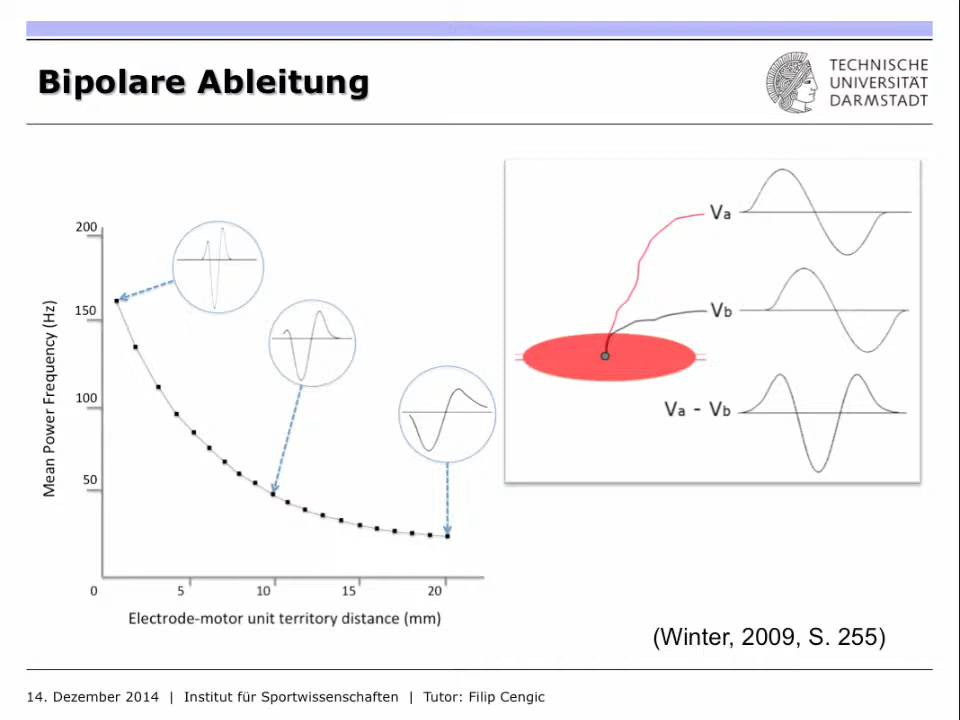 Bipolare Ableitung
TECHNISCHE
UNIVERSITÄT
DARMSTADT
200
150
100
50
0
5
10
15
20
Mean Power Frequency (Hz)
Electrode-motor unit territory distance (mm)
Va
Vb
Va - Vb
(Winter, 2009, S. 255)
14. Dezember 2014 | Institut für Sportwissenschaften | Tutor: Filip Cengic